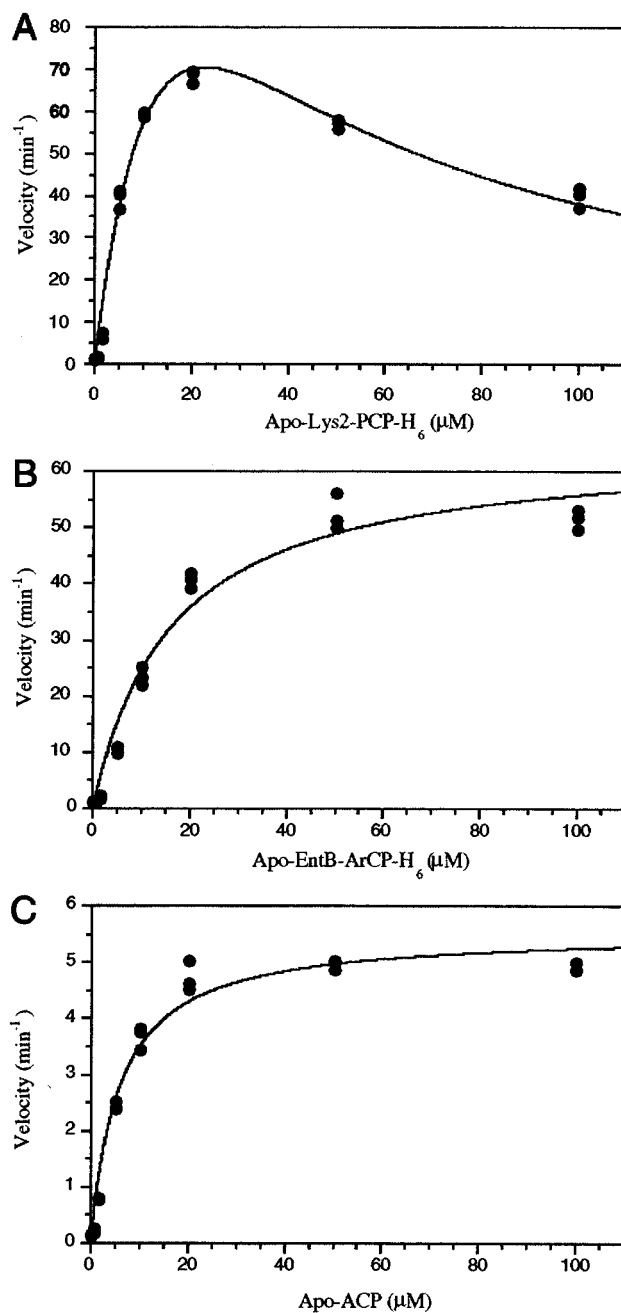 A
80
70
60
50
40
30
20
10
0
Velocity (min⁻¹)
0 20 40 60 80 100
Apo-Lys2-PCP-H₆ (μM)
B
60
50
40
30
20
10
0
Velocity (min⁻¹)
0 20 40 60 80 100
Apo-EntB-ArCP-H₆ (μM)
C
6
5
4
3
2
1
0
Velocity (min⁻¹)
0 20 40 60 80 100
Apo-ACP (μM)